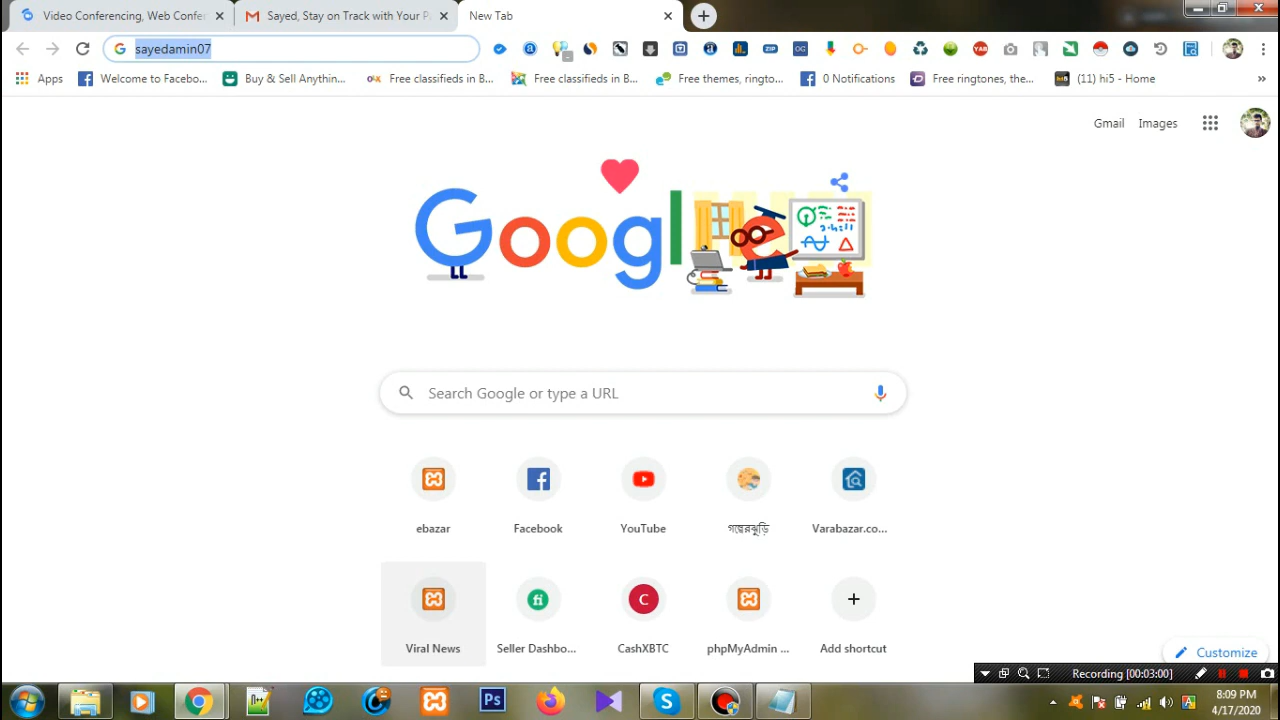 Video Conferencing, Web Confe
Sayed, Stay on Track with Your P
New Tab
sayedamin07
Apps
Welcome to Facebo...
Buy & Sell Anythin...
Free classifieds in B...
Free classifieds in B...
Free themes, ringto...
0 Notifications
Free ringtones, the...
(11) hi5 - Home
Gmail
Images
Googl
Search Google or type a URL
ebazar
Facebook
YouTube
গল্পেরঝুড়ি
Varabazar.co...
Viral News
Seller Dashbo...
CashXBTC
phpMyAdmin ...
Add shortcut
Customize
Recording [00:03:00]
8:09 PM
4/17/2020